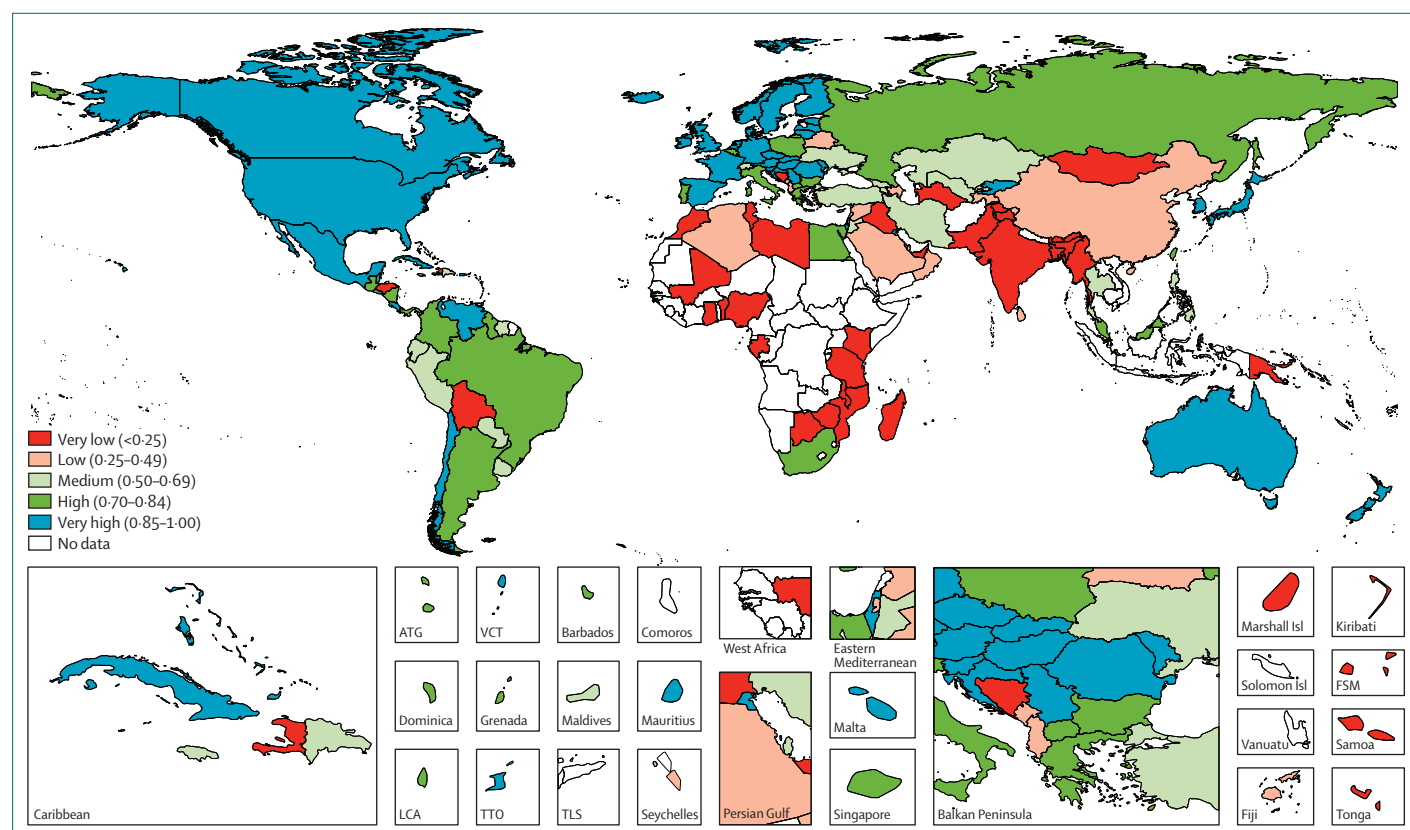 Very low (<0·25)
Low (0·25–0·49)
Medium (0·50–0·69)
High (0·70–0·84)
Very high (0·85–1·00)
No data
Caribbean
ATG
VCT
Barbados
Comoros
West Africa
Eastern
Mediterranean
Dominica
Grenada
Maldives
Mauritius
Malta
LCA
TTO
TLS
Seychelles
Persian Gulf
Singapore
Balkan Peninsula
Marshall Isl
Kiribati
Solomon Isl
FSM
Vanuatu
Samoa
Fiji
Tonga